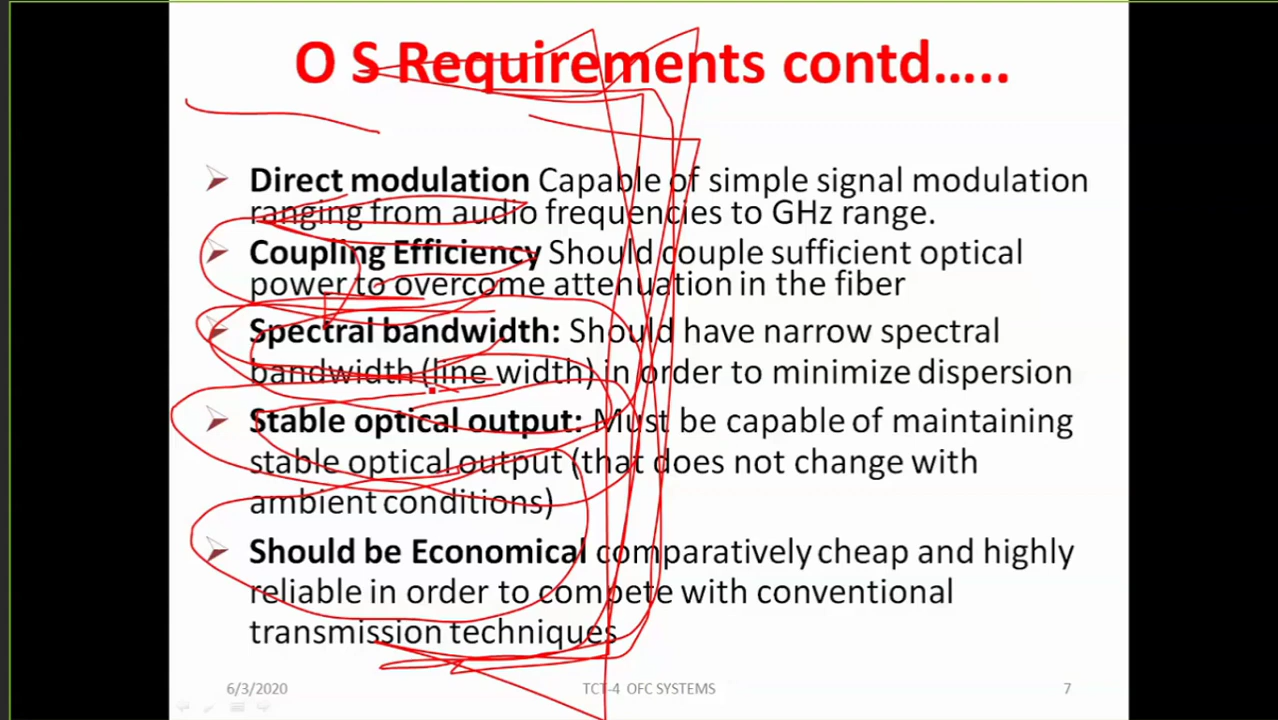 O S Requirements contd…..
Direct modulation Capable of simple signal modulation
ranging from audio frequencies to GHz range.
Coupling Efficiency Should couple sufficient optical
power to overcome attenuation in the fiber
Spectral bandwidth: Should have narrow spectral
bandwidth (line width) in order to minimize dispersion
Stable optical output: Must be capable of maintaining
stable optical output (that does not change with
ambient conditions)
Should be Economical comparatively cheap and highly
reliable in order to compete with conventional
transmission techniques
6/3/2020 TCT-4 OFC SYSTEMS 7